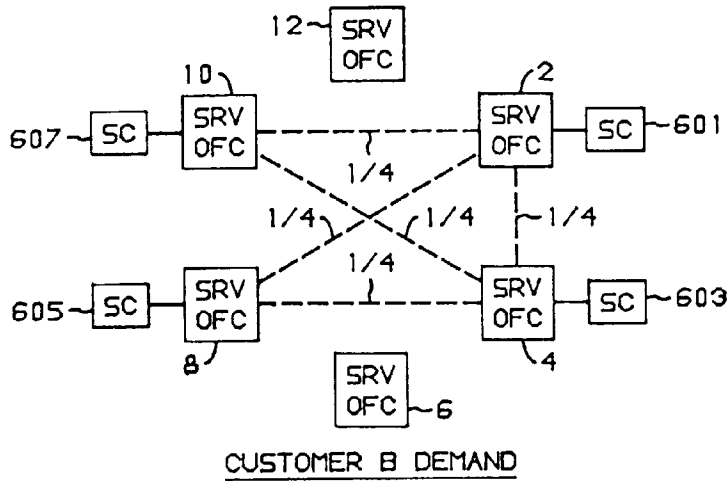 12
SRV
OFC
10
2
607
SC
SRV
OFC
SRV
OFC
SC
601
1/4
1/4
1/4
1/4
1/4
605
SC
SRV
OFC
SRV
OFC
SC
603
8
4
SRV
OFC
6
CUSTOMER B DEMAND